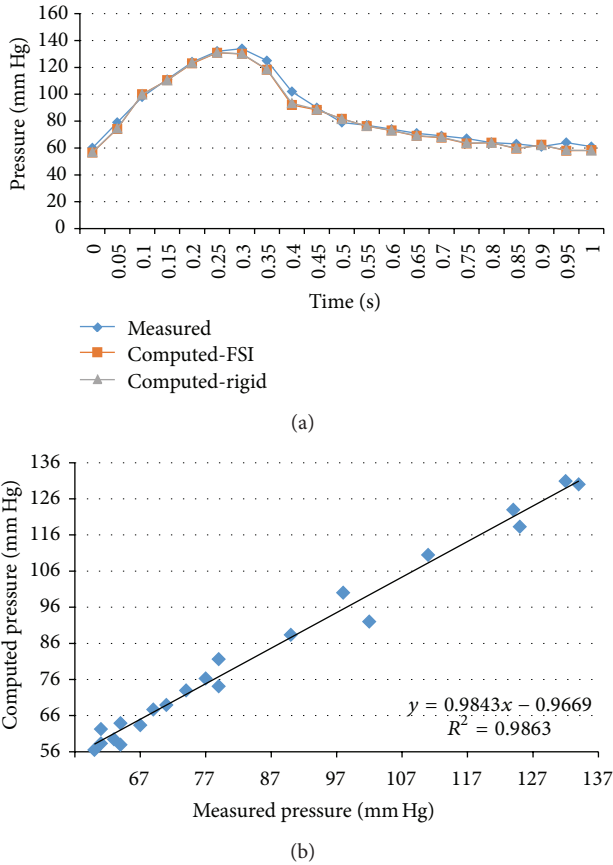 160
140
120
100
80
60
40
20
0
Pressure (mm Hg)
0 0.05 0.1 0.15 0.2 0.25 0.3 0.35 0.4 0.45 0.5 0.55 0.6 0.65 0.7 0.75 0.8 0.85 0.9 0.95 1
Time (s)
Measured
Computed-FSI
Computed-rigid
(a)
136
126
116
106
96
86
76
66
56
Computed pressure (mm Hg)
y = 0.9843x − 0.9669
R² = 0.9863
67 77 87 97 107 117 127 137
Measured pressure (mm Hg)
(b)